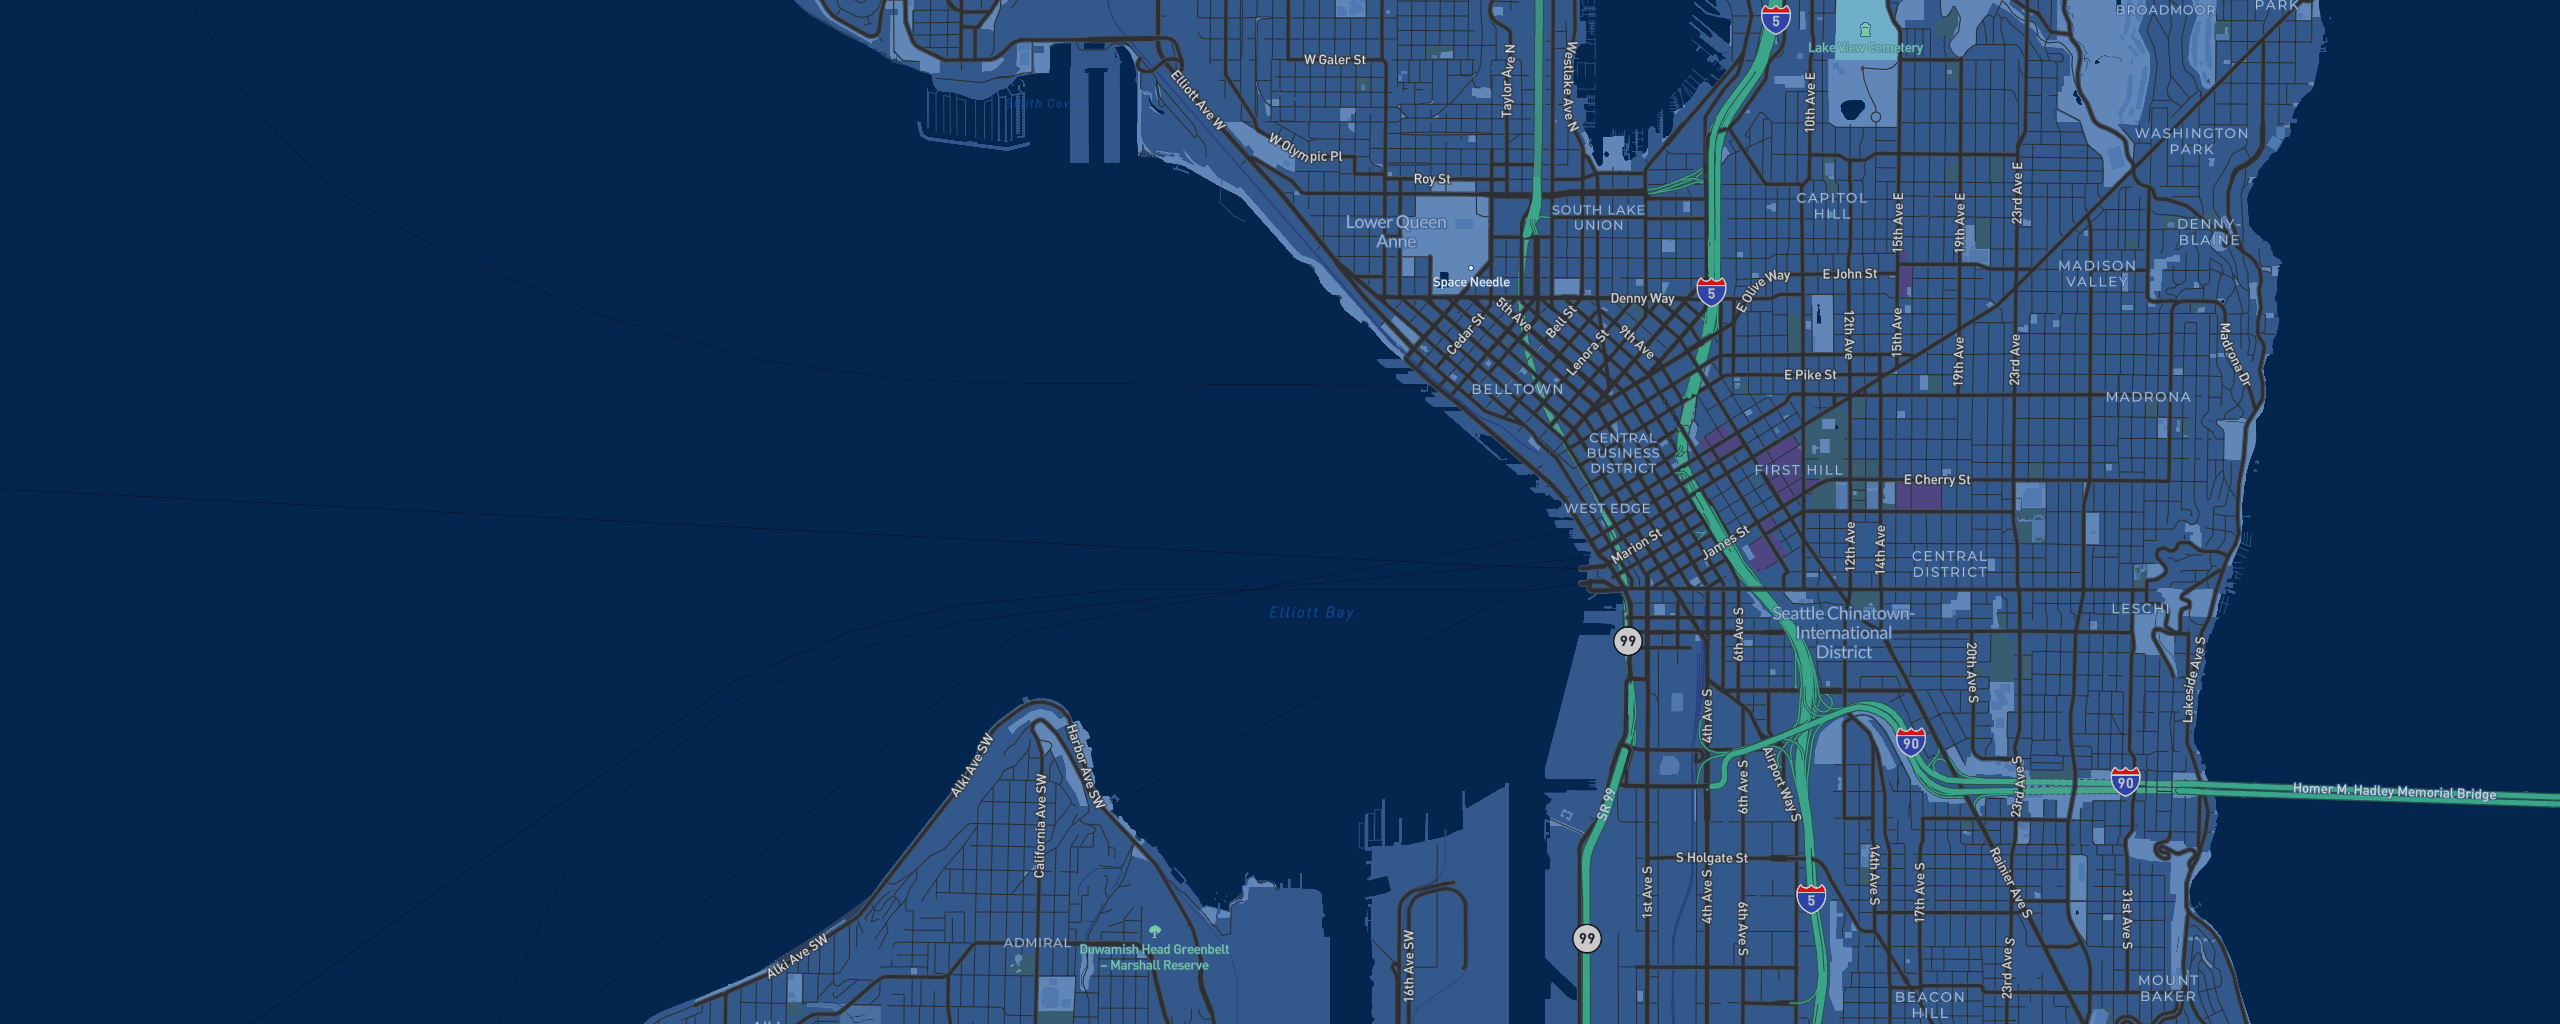 BROADMOOR
PARK
5
Lake View Cemetery
W Galer St
Taylor Ave N
Westlake Ave N
Elliott Ave W
10th Ave E
Smith Cove
WASHINGTON
PARK
W Olympic Pl
Roy St
CAPITOL
HILL
15th Ave E
19th Ave E
23rd Ave E
SOUTH LAKE
UNION
Lower Queen
Anne
DENNY-
BLAINE
MADISON
VALLEY
Space Needle
E Olive Way
E John St
5
Denny Way
Cedar St
5th Ave
Bell St
Lenora St
9th Ave
12th Ave
15th Ave
19th Ave
23rd Ave
Madrona Dr
E Pike St
BELLTOWN
MADRONA
CENTRAL
BUSINESS
DISTRICT
FIRST HILL
E Cherry St
WEST EDGE
Marion St
James St
12th Ave
14th Ave
CENTRAL
DISTRICT
Elliott Bay
LESCHI
Seattle Chinatown-
International
District
6th Ave S
99
20th Ave S
Lakeside Ave S
4th Ave S
Alki Ave SW
Harbor Ave SW
California Ave SW
90
90
Airport Way S
6th Ave S
23rd Ave S
Homer M. Hadley Memorial Bridge
SR 99
S Holgate St
1st Ave S
4th Ave S
6th Ave S
5
14th Ave S
17th Ave S
Rainier Ave S
31st Ave S
99
ADMIRAL
Duwamish Head Greenbelt
– Marshall Reserve
Alki Ave SW
16th Ave SW
23rd Ave S
MOUNT
BAKER
BEACON
HILL